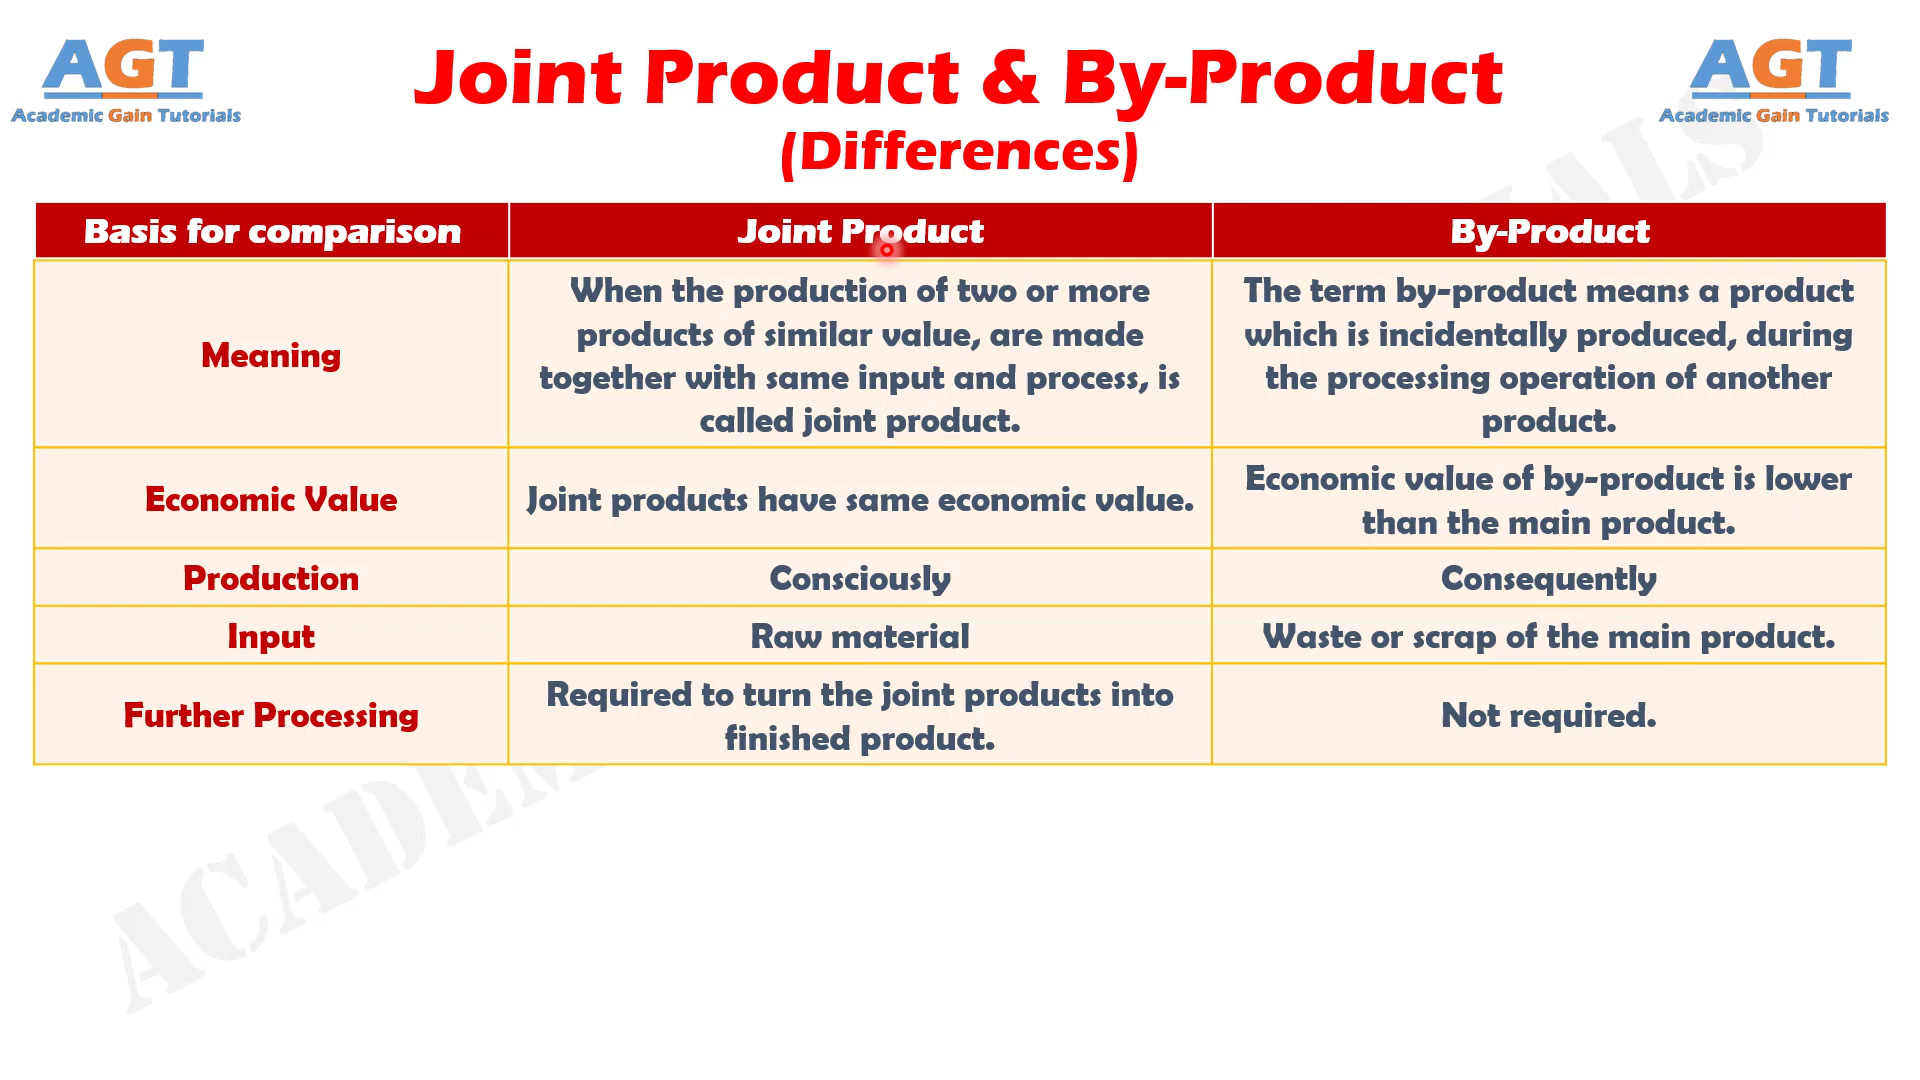 AGT
Academic Gain Tutorials
Joint Product & By-Product
(Differences)
AGT
Academic Gain Tutorials
Basis for comparison
Joint Product
By-Product
Meaning
When the production of two or more
products of similar value, are made
together with same input and process, is
called joint product.
The term by-product means a product
which is incidentally produced, during
the processing operation of another
product.
Economic Value
Joint products have same economic value.
Economic value of by-product is lower
than the main product.
Production
Consciously
Consequently
Input
Raw material
Waste or scrap of the main product.
Further Processing
Required to turn the joint products into
finished product.
Not required.